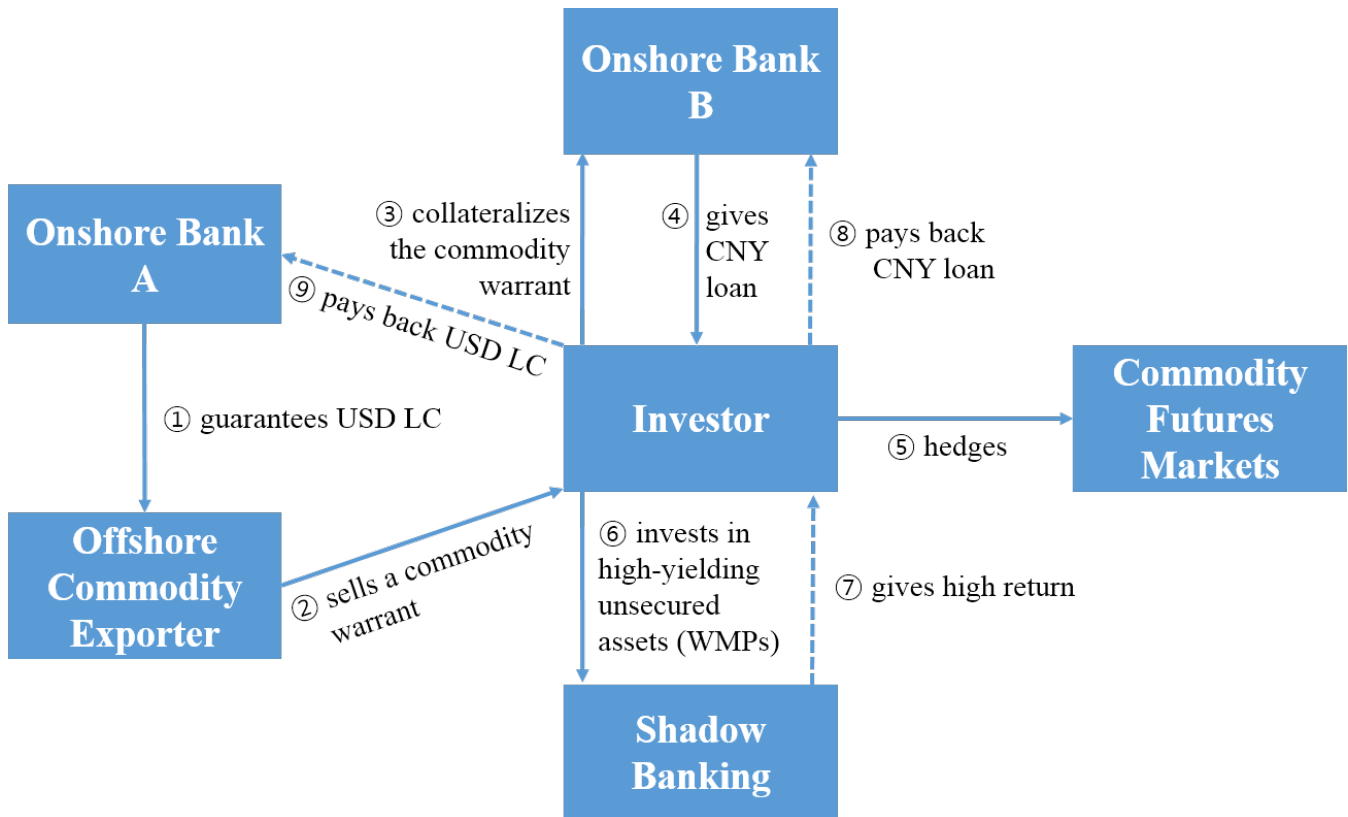 Onshore Bank
B
Onshore Bank
A
③ collateralizes
the commodity
warrant
④ gives
CNY
loan
⑧ pays back
CNY loan
⑨ pays back USD LC
① guarantees USD LC
Investor
Commodity
Futures
Markets
⑤ hedges
Offshore
Commodity
Exporter
② sells a commodity
warrant
⑥ invests in
high-yielding
unsecured
assets (WMPs)
⑦ gives high return
Shadow
Banking